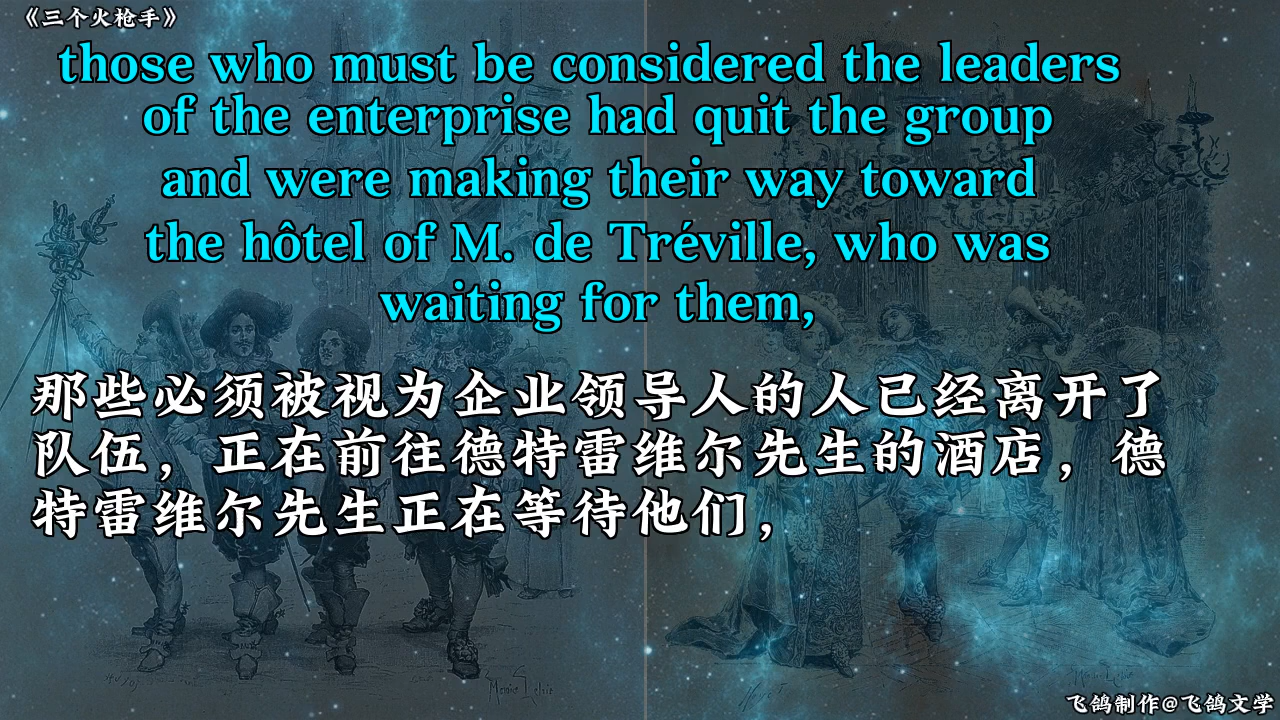 《三个火枪手》
those who must be considered the leaders
of the enterprise had quit the group
and were making their way toward
the hôtel of M. de Tréville, who was
waiting for them,
那些必须被视为企业领导人的人已经离开了
队伍，正在前往德特雷维尔先生的酒店，德
特雷维尔先生正在等待他们，
飞鸽制作@飞鸽文学